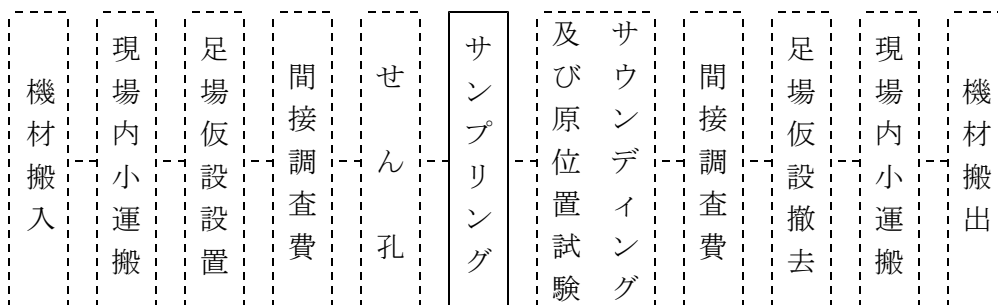 機材搬入
現場内小運搬
足場仮設設置
間接調査費
せん孔
サンプリング
サウンディング
及び原位置試験
間接調査費
足場仮設撤去
現場内小運搬
機材搬出